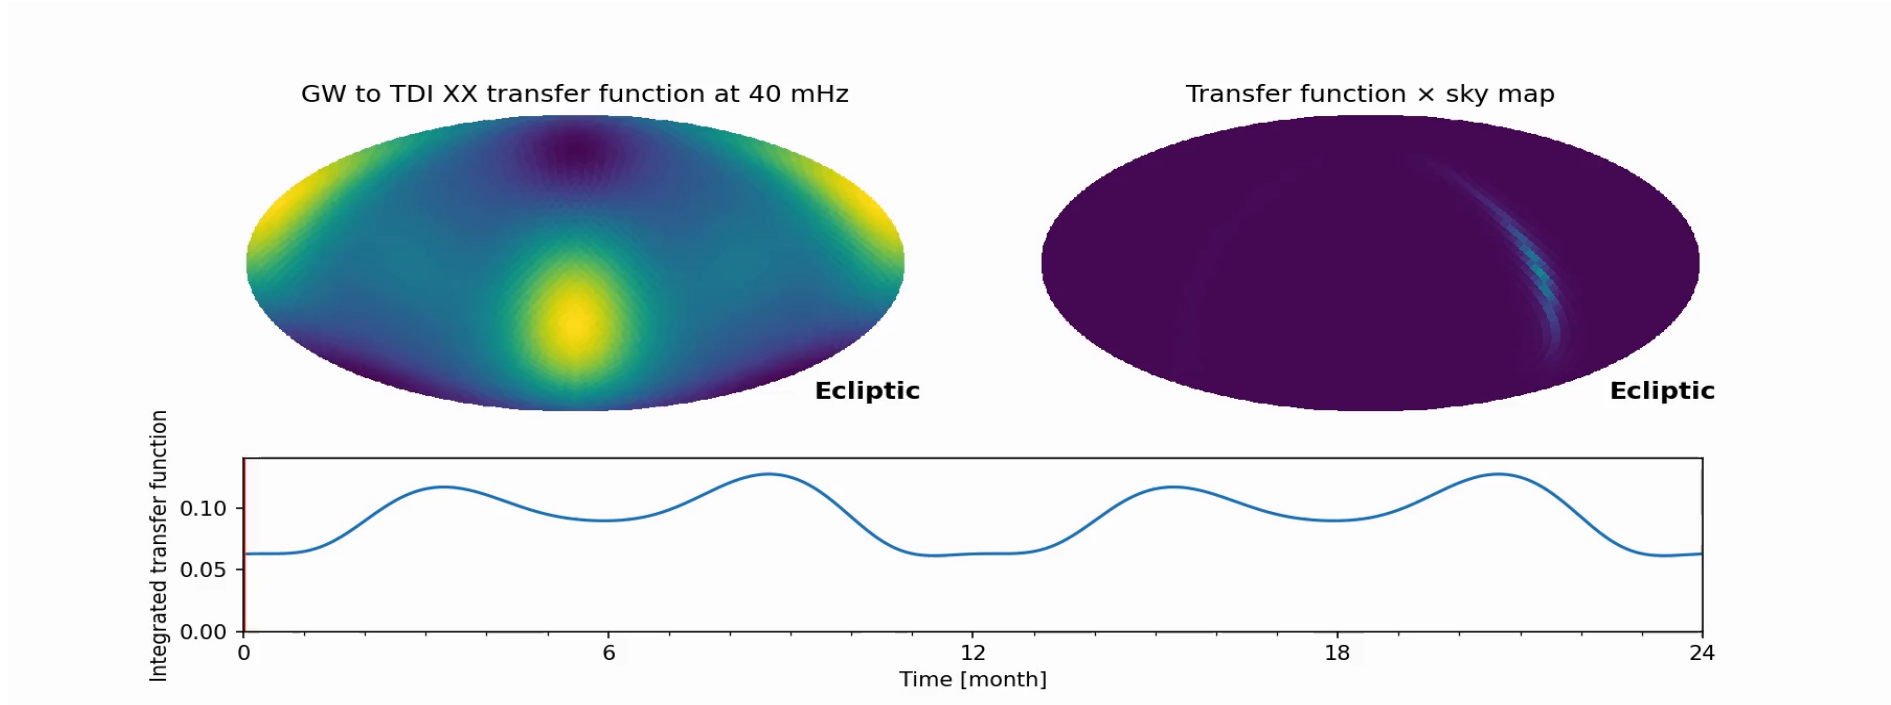 GW to TDI XX transfer function at 40 mHz
Transfer function × sky map
Ecliptic
Ecliptic
Integrated transfer function
0.10
0.05
0.00
0
6
12
18
24
Time [month]